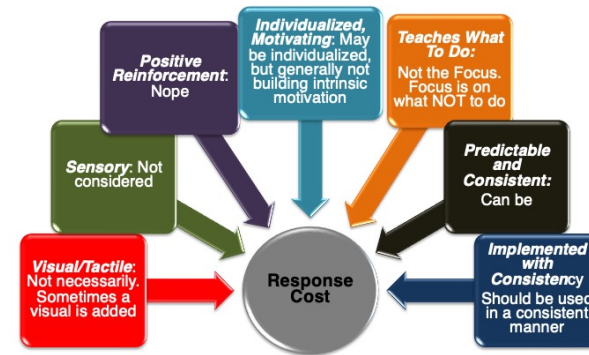 Visual/Tactile:
Not necessarily.
Sometimes a
visual is added
Sensory: Not
considered
Positive
Reinforcement:
Nope
Individualized,
Motivating: May
be individualized,
but generally not
building intrinsic
motivation
Teaches What
To Do:
Not the Focus.
Focus is on
what NOT to do
Predictable
and
Consistent:
Can be
Implemented
with
Consistency
Should be used
in a consistent
manner
Response
Cost